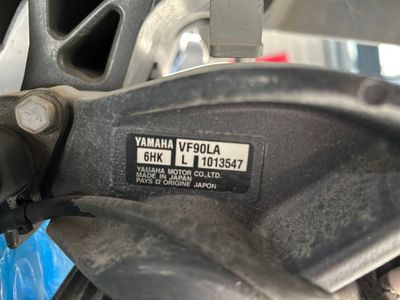 YAMAHA VF90LA
6HK L 1013547
YAMAHA MOTOR CO.,LTD.
MADE IN JAPAN
PAYS D'ORIGINE JAPON